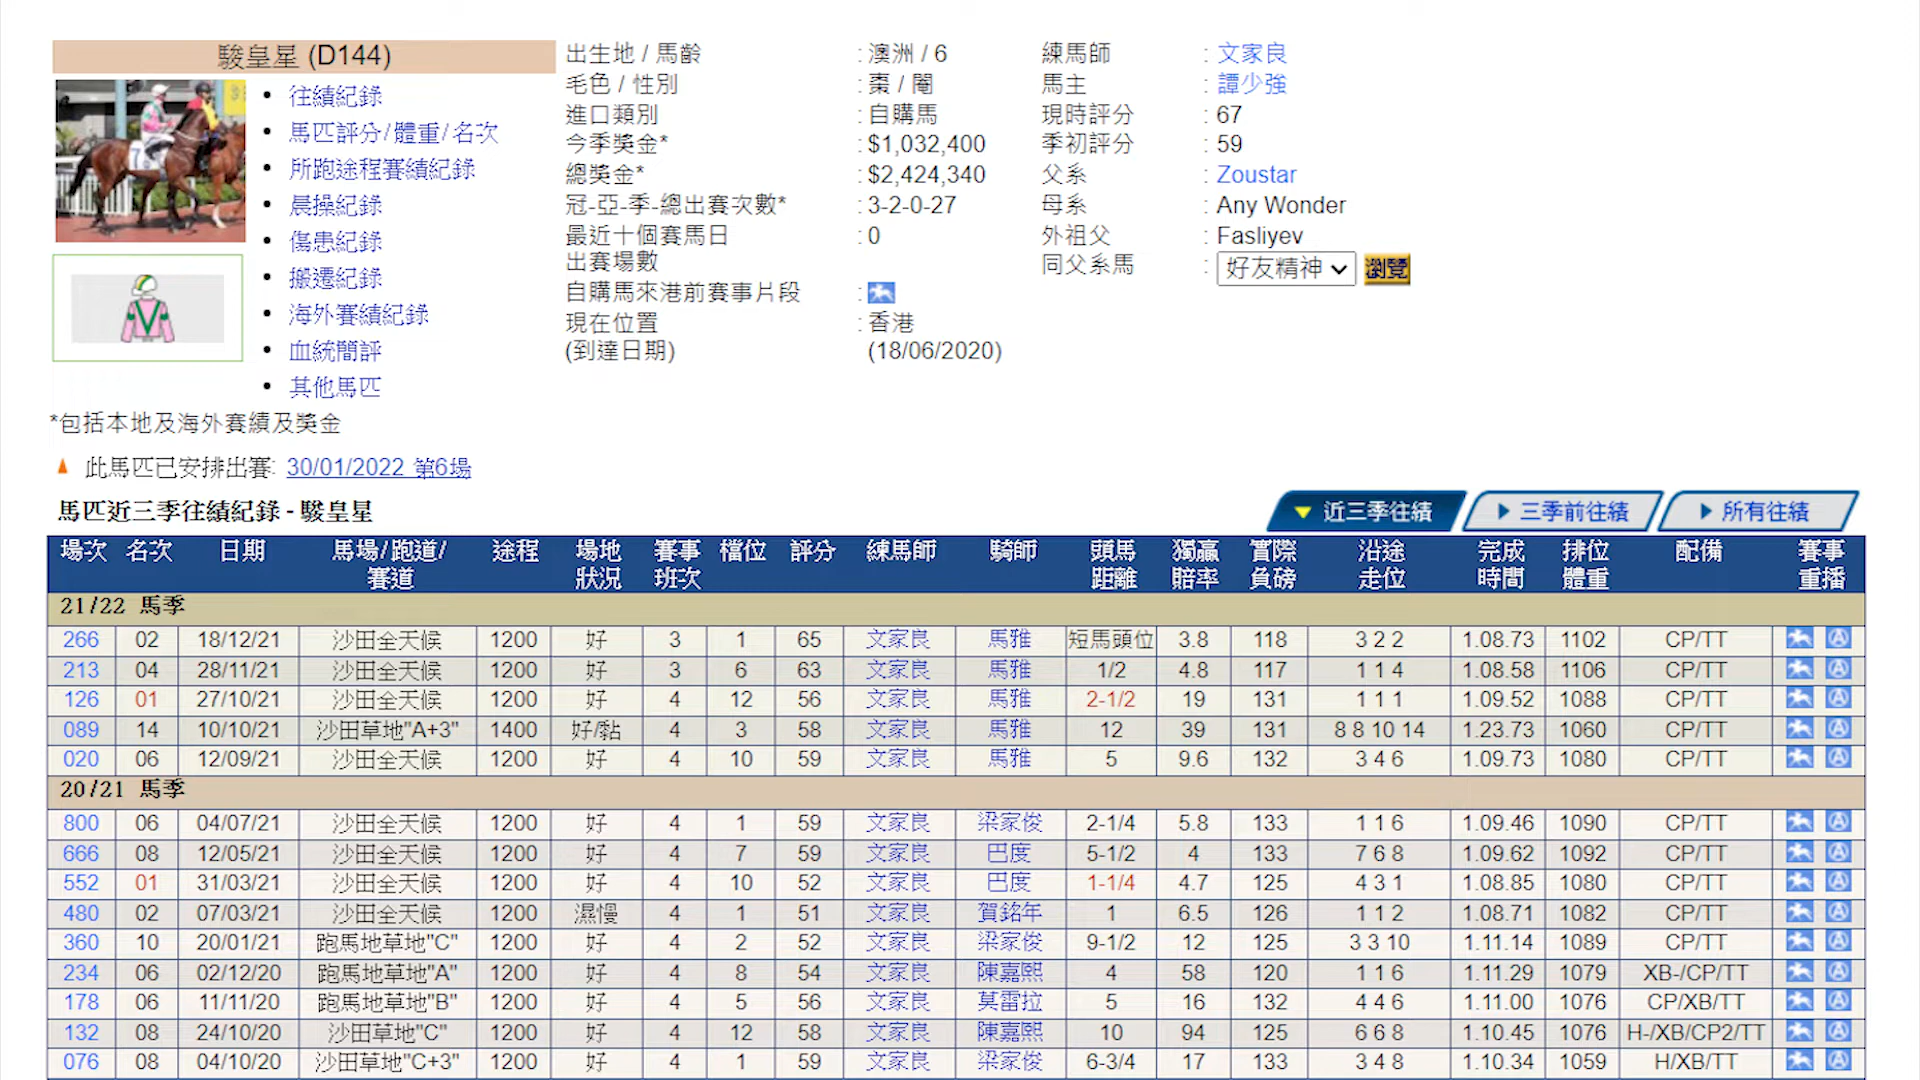 駿皇星 (D144)
往績紀錄
馬匹評分/體重/名次
所跑途程賽績紀錄
晨操紀錄
傷患紀錄
搬遷紀錄
海外賽績紀錄
血統簡評
其他馬匹
出生地 / 馬齡 : 澳洲 / 6
毛色 / 性別 : 棗 / 閹
進口類別 : 自購馬
今季獎金* : $1,032,400
總獎金* : $2,424,340
冠-亞-季-總出賽次數* : 3-2-0-27
最近十個賽馬日 : 0
出賽場數
自購馬來港前賽事片段 :
現在位置 : 香港
(到達日期) (18/06/2020)
練馬師 : 文家良
馬主 : 譚少強
現時評分 : 67
季初評分 : 59
父系 : Zoustar
母系 : Any Wonder
外祖父 : Fasliyev
同父系馬 : 好友精神 瀏覽
*包括本地及海外賽績及獎金
此馬匹已安排出賽: 30/01/2022 第6場
馬匹近三季往績紀錄 - 駿皇星
近三季往績 三季前往績 所有往績
場次 名次 日期 馬場/跑道/賽道 途程 場地狀況 賽事班次 檔位 評分 練馬師 騎師 頭馬距離 獨贏賠率 實際負磅 沿途走位 完成時間 排位體重 配備 賽事重播
21/22 馬季
266 02 18/12/21 沙田全天候 1200 好 3 1 65 文家良 馬雅 短馬頭位 3.8 118 3 2 2 1.08.73 1102 CP/TT
213 04 28/11/21 沙田全天候 1200 好 3 6 63 文家良 馬雅 1/2 4.8 117 1 1 4 1.08.58 1106 CP/TT
126 01 27/10/21 沙田全天候 1200 好 4 12 56 文家良 馬雅 2-1/2 19 131 1 1 1 1.09.52 1088 CP/TT
089 14 10/10/21 沙田草地"A+3" 1400 好/黏 4 3 58 文家良 馬雅 12 39 131 8 8 10 14 1.23.73 1060 CP/TT
020 06 12/09/21 沙田全天候 1200 好 4 10 59 文家良 馬雅 5 9.6 132 3 4 6 1.09.73 1080 CP/TT
20/21 馬季
800 06 04/07/21 沙田全天候 1200 好 4 1 59 文家良 梁家俊 2-1/4 5.8 133 1 1 6 1.09.46 1090 CP/TT
666 08 12/05/21 沙田全天候 1200 好 4 7 59 文家良 巴度 5-1/2 4 133 7 6 8 1.09.62 1092 CP/TT
552 01 31/03/21 沙田全天候 1200 好 4 10 52 文家良 巴度 1-1/4 4.7 125 4 3 1 1.08.85 1080 CP/TT
480 02 07/03/21 沙田全天候 1200 濕慢 4 1 51 文家良 賀銘年 1 6.5 126 1 1 2 1.08.71 1082 CP/TT
360 10 20/01/21 跑馬地草地"C" 1200 好 4 2 52 文家良 梁家俊 9-1/2 12 125 3 3 10 1.11.14 1089 CP/TT
234 06 02/12/20 跑馬地草地"A" 1200 好 4 8 54 文家良 陳嘉熙 4 58 120 1 1 6 1.11.29 1079 XB-/CP/TT
178 06 11/11/20 跑馬地草地"B" 1200 好 4 5 56 文家良 莫雷拉 5 16 132 4 4 6 1.11.00 1076 CP/XB/TT
132 08 24/10/20 沙田草地"C" 1200 好 4 12 58 文家良 陳嘉熙 10 94 125 6 6 8 1.10.45 1076 H-/XB/CP2/TT
076 08 04/10/20 沙田草地"C+3" 1200 好 4 1 59 文家良 梁家俊 6-3/4 17 133 3 4 8 1.10.34 1059 H/XB/TT